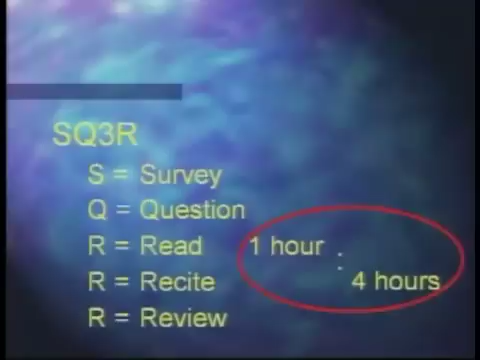 SQ3R
S = Survey
Q = Question
R = Read 1 hour :
R = Recite 4 hours
R = Review